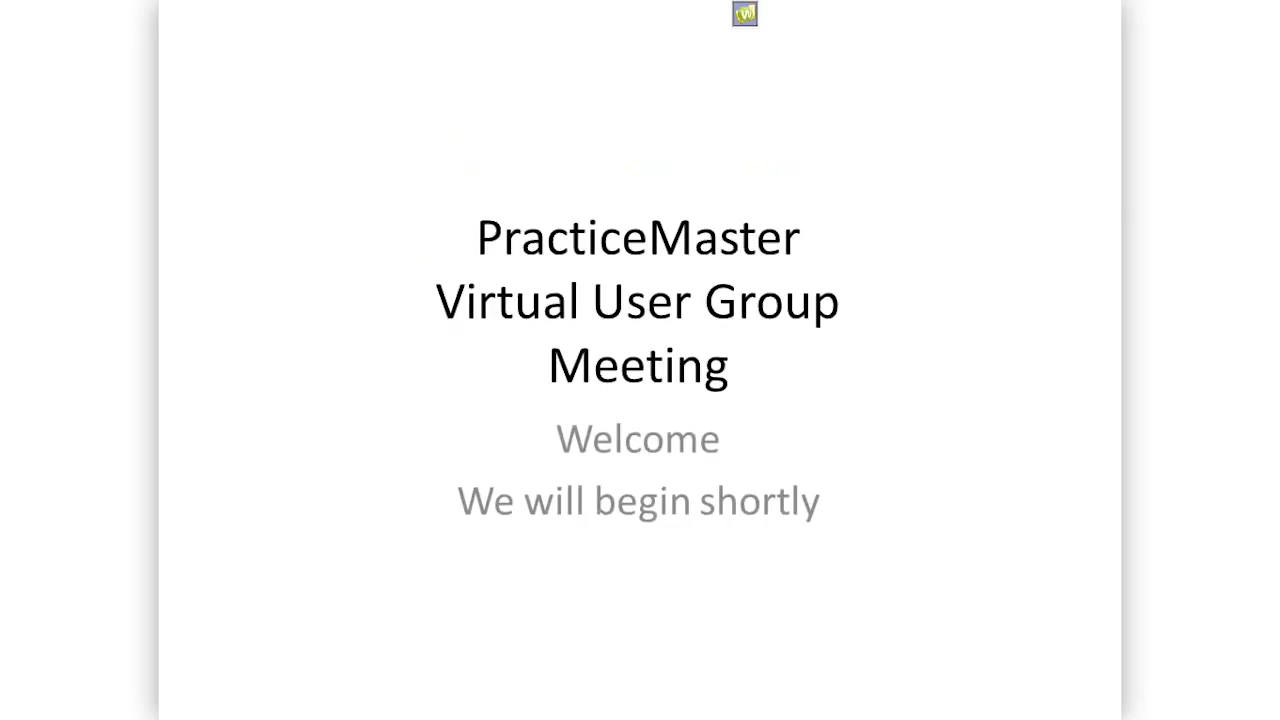 PracticeMaster
Virtual User Group
Meeting
Welcome
We will begin shortly